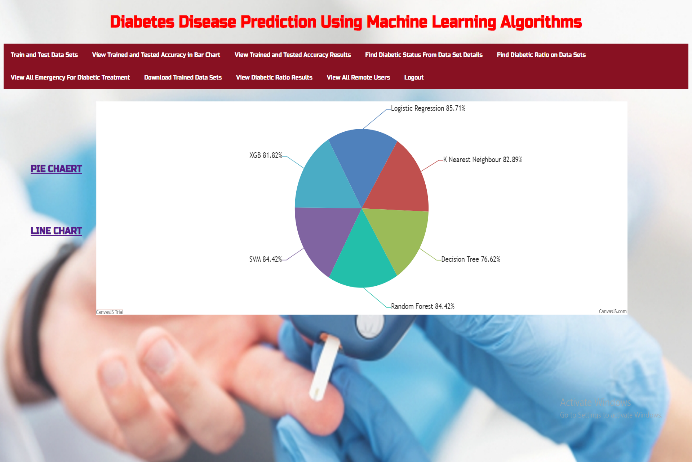 Diabetes Disease Prediction Using Machine Learning Algorithms
Train and Test Data Sets View Trained and Tested Accuracy in Bar Chart View Trained and Tested Accuracy Results Find Diabetic Status From Data Set Details Find Diabetic Ratio on Data Sets
View All Emergency For Diabetic Treatment Download Trained Data Sets View Diabetic Ratio Results View All Remote Users Logout
Logistic Regression 85.71%
XGB 81.82%
K Nearest Neighbour 82.89%
PIE CHAERT
LINE CHART
SVM 84.42%
Decision Tree 76.62%
Random Forest 84.42%
CanvasJS Trial
CanvasJS.com